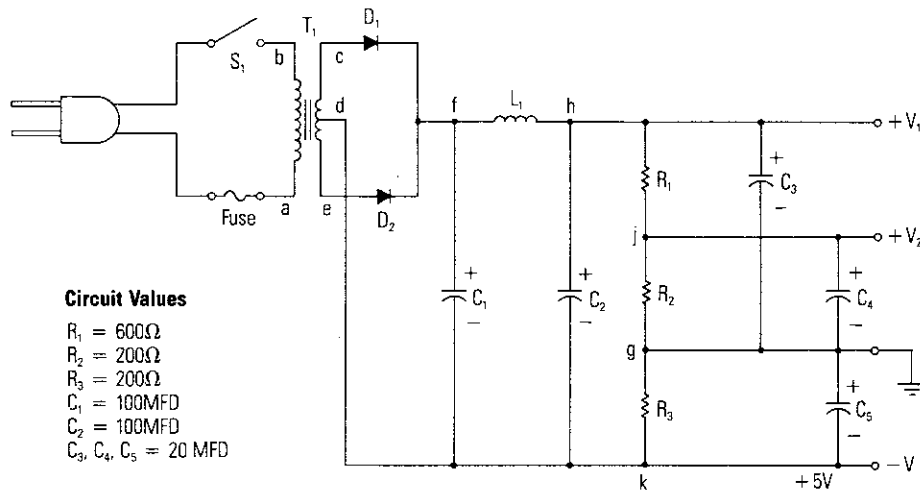 T₁
D₁
b
c
S₁
d
f
L₁
h
+V₁
R₁
+
C₃
−
a
e
Fuse
D₂
j
+V₂
Circuit Values
R₁ = 600Ω
R₂ = 200Ω
R₃ = 200Ω
C₁ = 100MFD
C₂ = 100MFD
C₃, C₄, C₅ = 20 MFD
+
C₁
−
+
C₂
−
R₂
+
C₄
−
g
R₃
+
C₅
−
k
+5V
−V